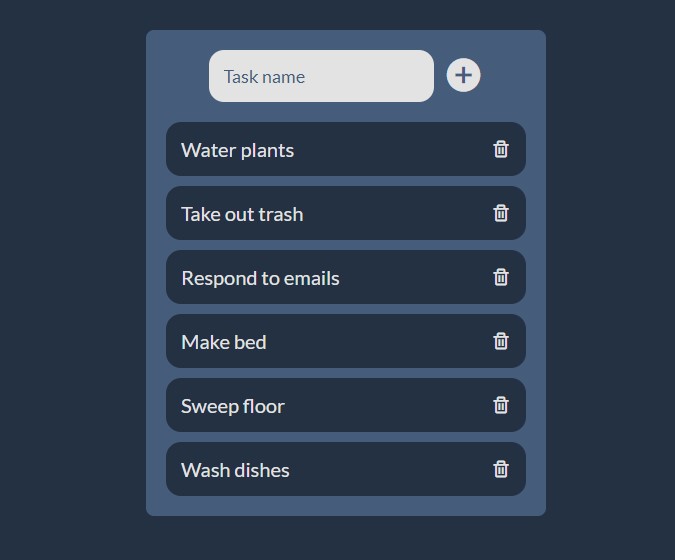 Task name
Water plants
Take out trash
Respond to emails
Make bed
Sweep floor
Wash dishes